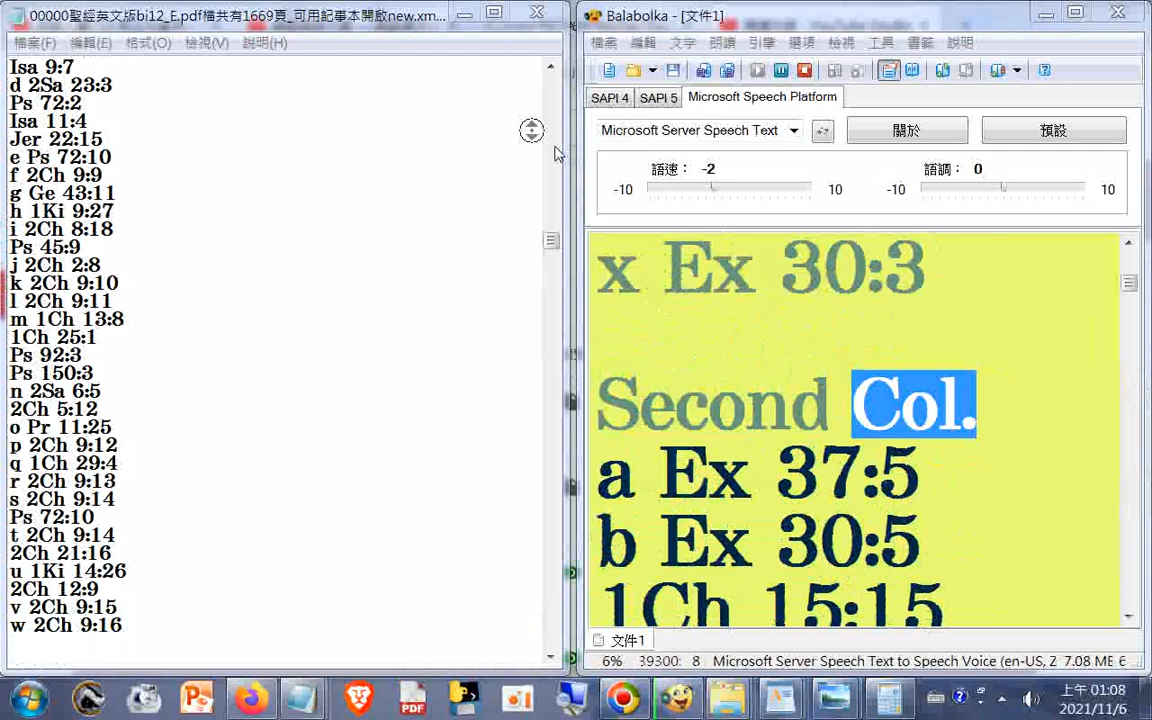 00000聖經英文版bi12_E.pdf檔共有1669頁_可用記事本開啟new.xm...
檔案(F) 編輯(E) 格式(O) 檢視(V) 說明(H)
Isa 9:7
d 2Sa 23:3
Ps 72:2
Isa 11:4
Jer 22:15
e Ps 72:10
f 2Ch 9:9
g Ge 43:11
h 1Ki 9:27
i 2Ch 8:18
Ps 45:9
j 2Ch 2:8
k 2Ch 9:10
l 2Ch 9:11
m 1Ch 13:8
1Ch 25:1
Ps 92:3
Ps 150:3
n 2Sa 6:5
2Ch 5:12
o Pr 11:25
p 2Ch 9:12
q 1Ch 29:4
r 2Ch 9:13
s 2Ch 9:14
Ps 72:10
t 2Ch 9:14
2Ch 21:16
u 1Ki 14:26
2Ch 12:9
v 2Ch 9:15
w 2Ch 9:16
Balabolka - [文件1]
檔案 編輯 文字 朗讀 引擎 選項 檢視 工具 書籤 說明
SAPI 4 SAPI 5 Microsoft Speech Platform
Microsoft Server Speech Text 關於 預設
語速： -2 語調： 0
-10 10 -10 10
x Ex 30:3
Second Col.
a Ex 37:5
b Ex 30:5
1Ch 15:15
文件1
6% 39300: 8 Microsoft Server Speech Text to Speech Voice (en-US, Z 7.08 MB 6
PDF
上午 01:08
2021/11/6